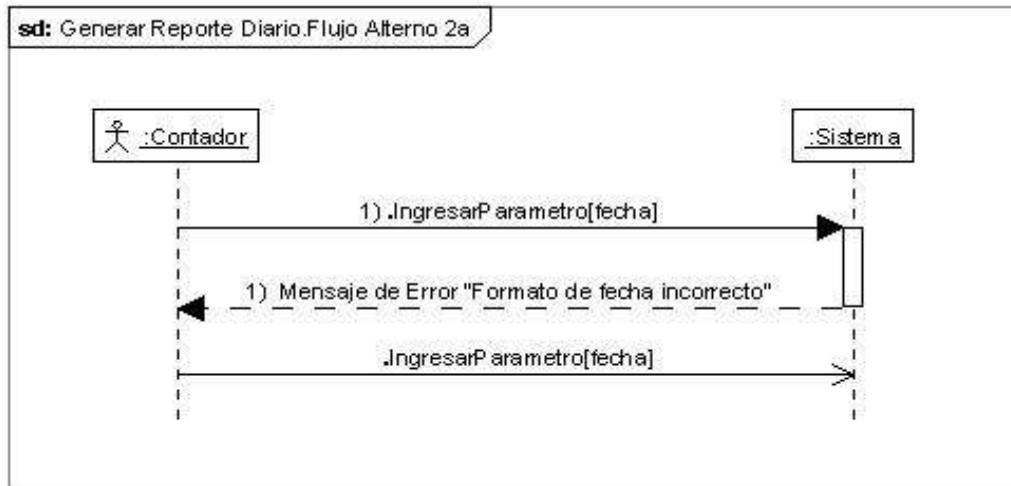 sd: Generar Reporte Diario.Flujo Alterno 2a
:Contador
:Sistema
1) .IngresarParametro[fecha]
1) Mensaje de Error "Formato de fecha incorrecto"
.IngresarParametro[fecha]